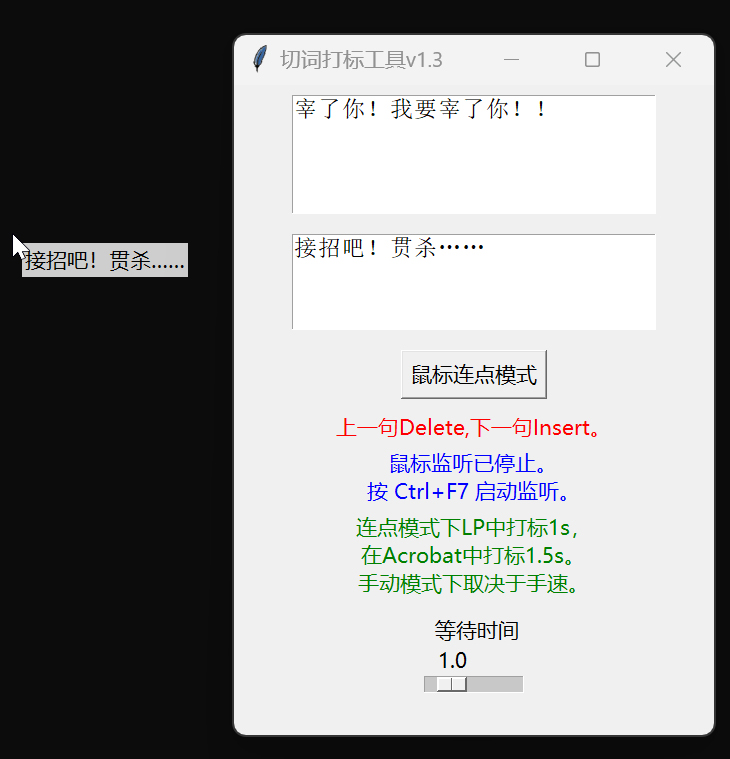 切词打标工具v1.3
宰了你！我要宰了你！！
接招吧！贯杀……
接招吧！贯杀……
鼠标连点模式
上一句Delete,下一句Insert。
鼠标监听已停止。
按 Ctrl+F7 启动监听。
连点模式下LP中打标1s，
在Acrobat中打标1.5s。
手动模式下取决于手速。
等待时间
1.0